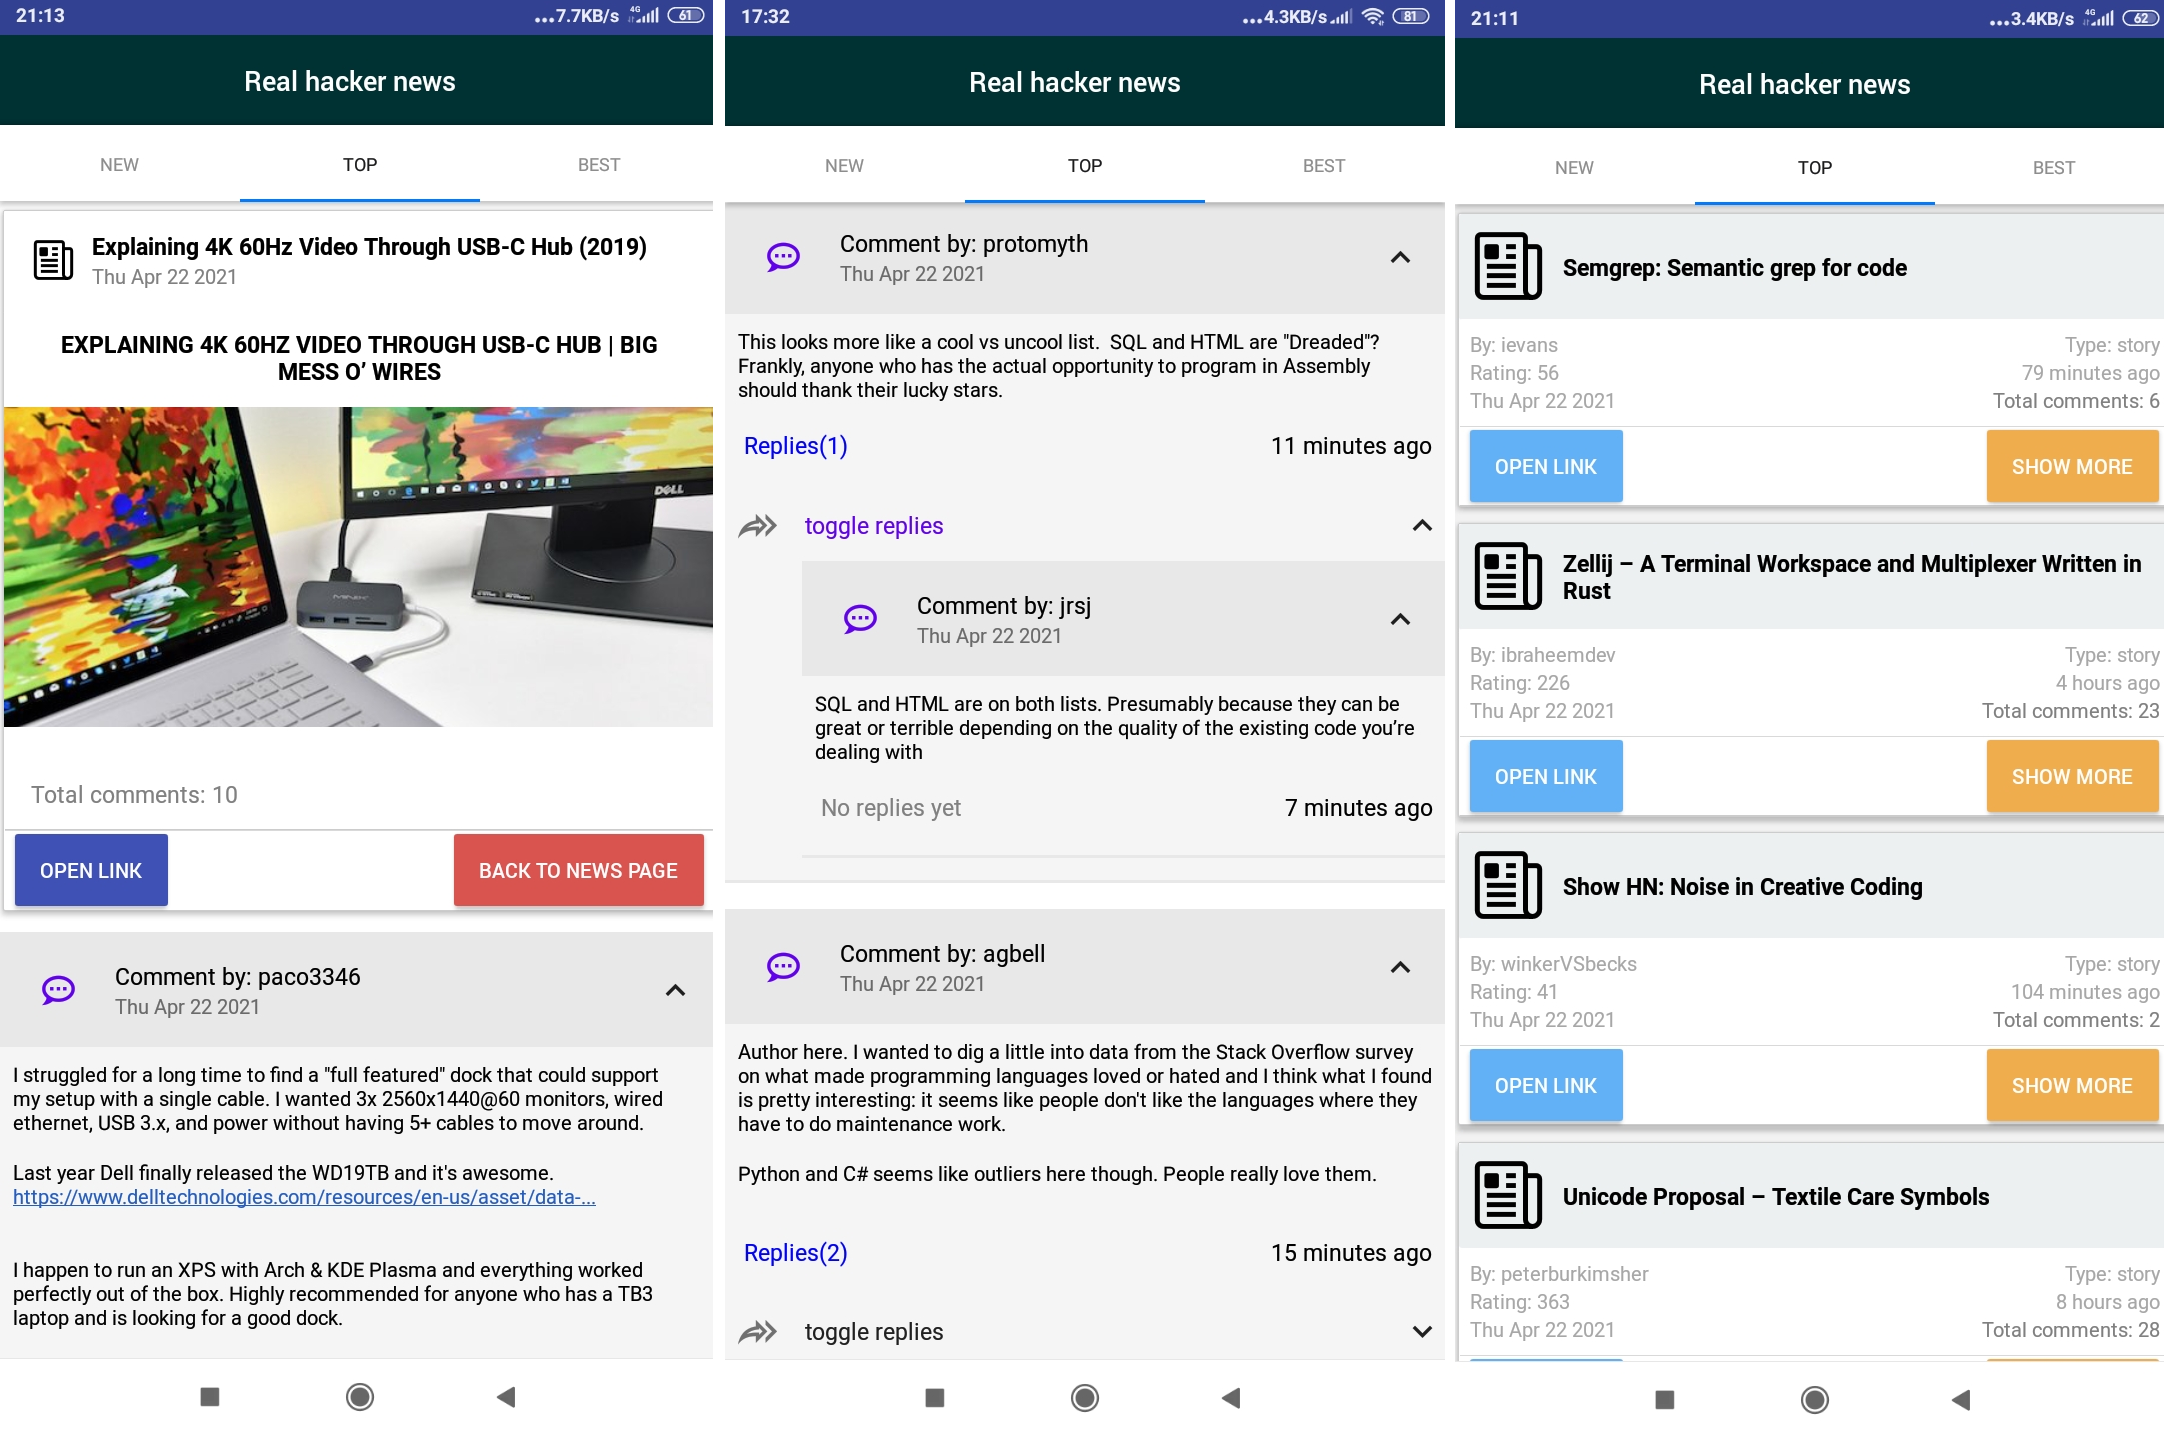 21:13
...7.7KB/s 4G 61
Real hacker news
NEW TOP BEST
Explaining 4K 60Hz Video Through USB-C Hub (2019)
Thu Apr 22 2021
EXPLAINING 4K 60HZ VIDEO THROUGH USB-C HUB | BIG
MESS O’ WIRES
DELL
MINIX
Total comments: 10
OPEN LINK
BACK TO NEWS PAGE
Comment by: paco3346
Thu Apr 22 2021
I struggled for a long time to find a "full featured" dock that could support
my setup with a single cable. I wanted 3x 2560x1440@60 monitors, wired
ethernet, USB 3.x, and power without having 5+ cables to move around.
Last year Dell finally released the WD19TB and it's awesome.
https://www.delltechnologies.com/resources/en-us/asset/data-...
I happen to run an XPS with Arch & KDE Plasma and everything worked
perfectly out of the box. Highly recommended for anyone who has a TB3
laptop and is looking for a good dock.
17:32
...4.3KB/s 81
Real hacker news
NEW TOP BEST
Comment by: protomyth
Thu Apr 22 2021
This looks more like a cool vs uncool list.  SQL and HTML are "Dreaded"?
Frankly, anyone who has the actual opportunity to program in Assembly
should thank their lucky stars.
Replies(1)
11 minutes ago
toggle replies
Comment by: jrsj
Thu Apr 22 2021
SQL and HTML are on both lists. Presumably because they can be
great or terrible depending on the quality of the existing code you’re
dealing with
No replies yet
7 minutes ago
Comment by: agbell
Thu Apr 22 2021
Author here. I wanted to dig a little into data from the Stack Overflow survey
on what made programming languages loved or hated and I think what I found
is pretty interesting: it seems like people don't like the languages where they
have to do maintenance work.
Python and C# seems like outliers here though. People really love them.
Replies(2)
15 minutes ago
toggle replies
21:11
...3.4KB/s 4G 62
Real hacker news
NEW TOP BEST
Semgrep: Semantic grep for code
By: ievans
Type: story
Rating: 56
79 minutes ago
Thu Apr 22 2021
Total comments: 6
OPEN LINK
SHOW MORE
Zellij – A Terminal Workspace and Multiplexer Written in
Rust
By: ibraheemdev
Type: story
Rating: 226
4 hours ago
Thu Apr 22 2021
Total comments: 23
OPEN LINK
SHOW MORE
Show HN: Noise in Creative Coding
By: winkerVSbecks
Type: story
Rating: 41
104 minutes ago
Thu Apr 22 2021
Total comments: 2
OPEN LINK
SHOW MORE
Unicode Proposal – Textile Care Symbols
By: peterburkimsher
Type: story
Rating: 363
8 hours ago
Thu Apr 22 2021
Total comments: 28